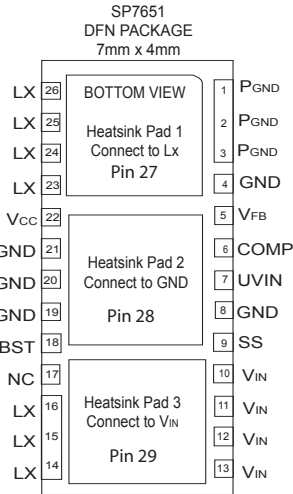 SP7651
DFN PACKAGE
7mm x 4mm
LX 26 BOTTOM VIEW 1 PGND
LX 25 Heatsink Pad 1 2 PGND
LX 24 Connect to Lx 3 PGND
Pin 27
LX 23 4 GND
VCC 22 5 VFB
GND 21 6 COMP
Heatsink Pad 2
GND 20 Connect to GND 7 UVIN
GND 19 Pin 28 8 GND
BST 18 9 SS
NC 17 10 VIN
LX 16 Heatsink Pad 3 11 VIN
Connect to VIN
LX 15 12 VIN
LX 14 Pin 29 13 VIN